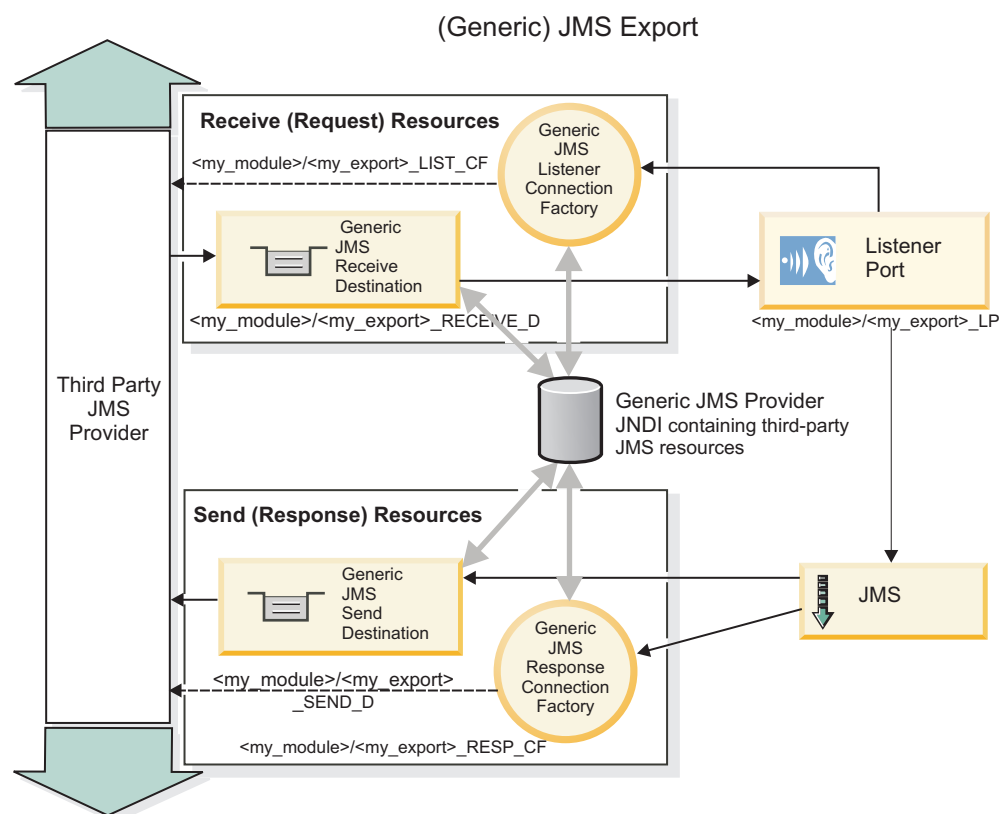 (Generic) JMS Export
Receive (Request) Resources
Generic
JMS
Listener
Connection
Factory
<my_module>/<my_export>_LIST_CF
Generic
JMS
Receive
Destination
<my_module>/<my_export>_RECEIVE_D
Listener
Port
<my_module>/<my_export>_LP
Third Party
JMS
Provider
Generic JMS Provider
JNDI containing third-party
JMS resources
Send (Response) Resources
Generic
JMS
Send
Destination
JMS
Generic
JMS
Response
Connection
Factory
<my_module>/<my_export>
_SEND_D
<my_module>/<my_export>_RESP_CF